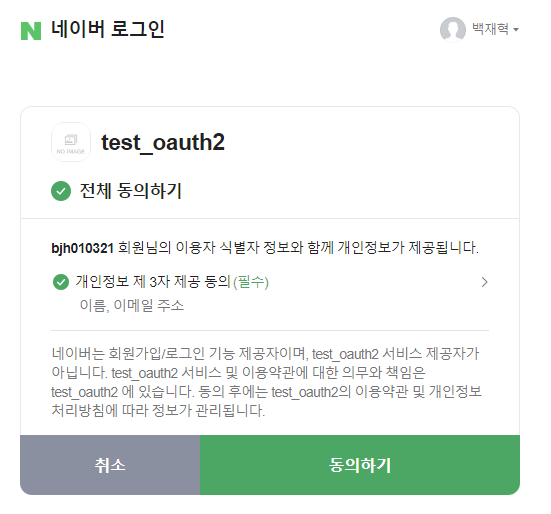 네이버 로그인
백재혁
NO IMAGE
test_oauth2
전체 동의하기
bjh010321 회원님의 이용자 식별자 정보와 함께 개인정보가 제공됩니다.
개인정보 제 3자 제공 동의 (필수)
이름, 이메일 주소
네이버는 회원가입/로그인 기능 제공자이며, test_oauth2 서비스 제공자가
아닙니다. test_oauth2 서비스 및 이용약관에 대한 의무와 책임은
test_oauth2 에 있습니다. 동의 후에는 test_oauth2의 이용약관 및 개인정보
처리방침에 따라 정보가 관리됩니다.
취소
동의하기